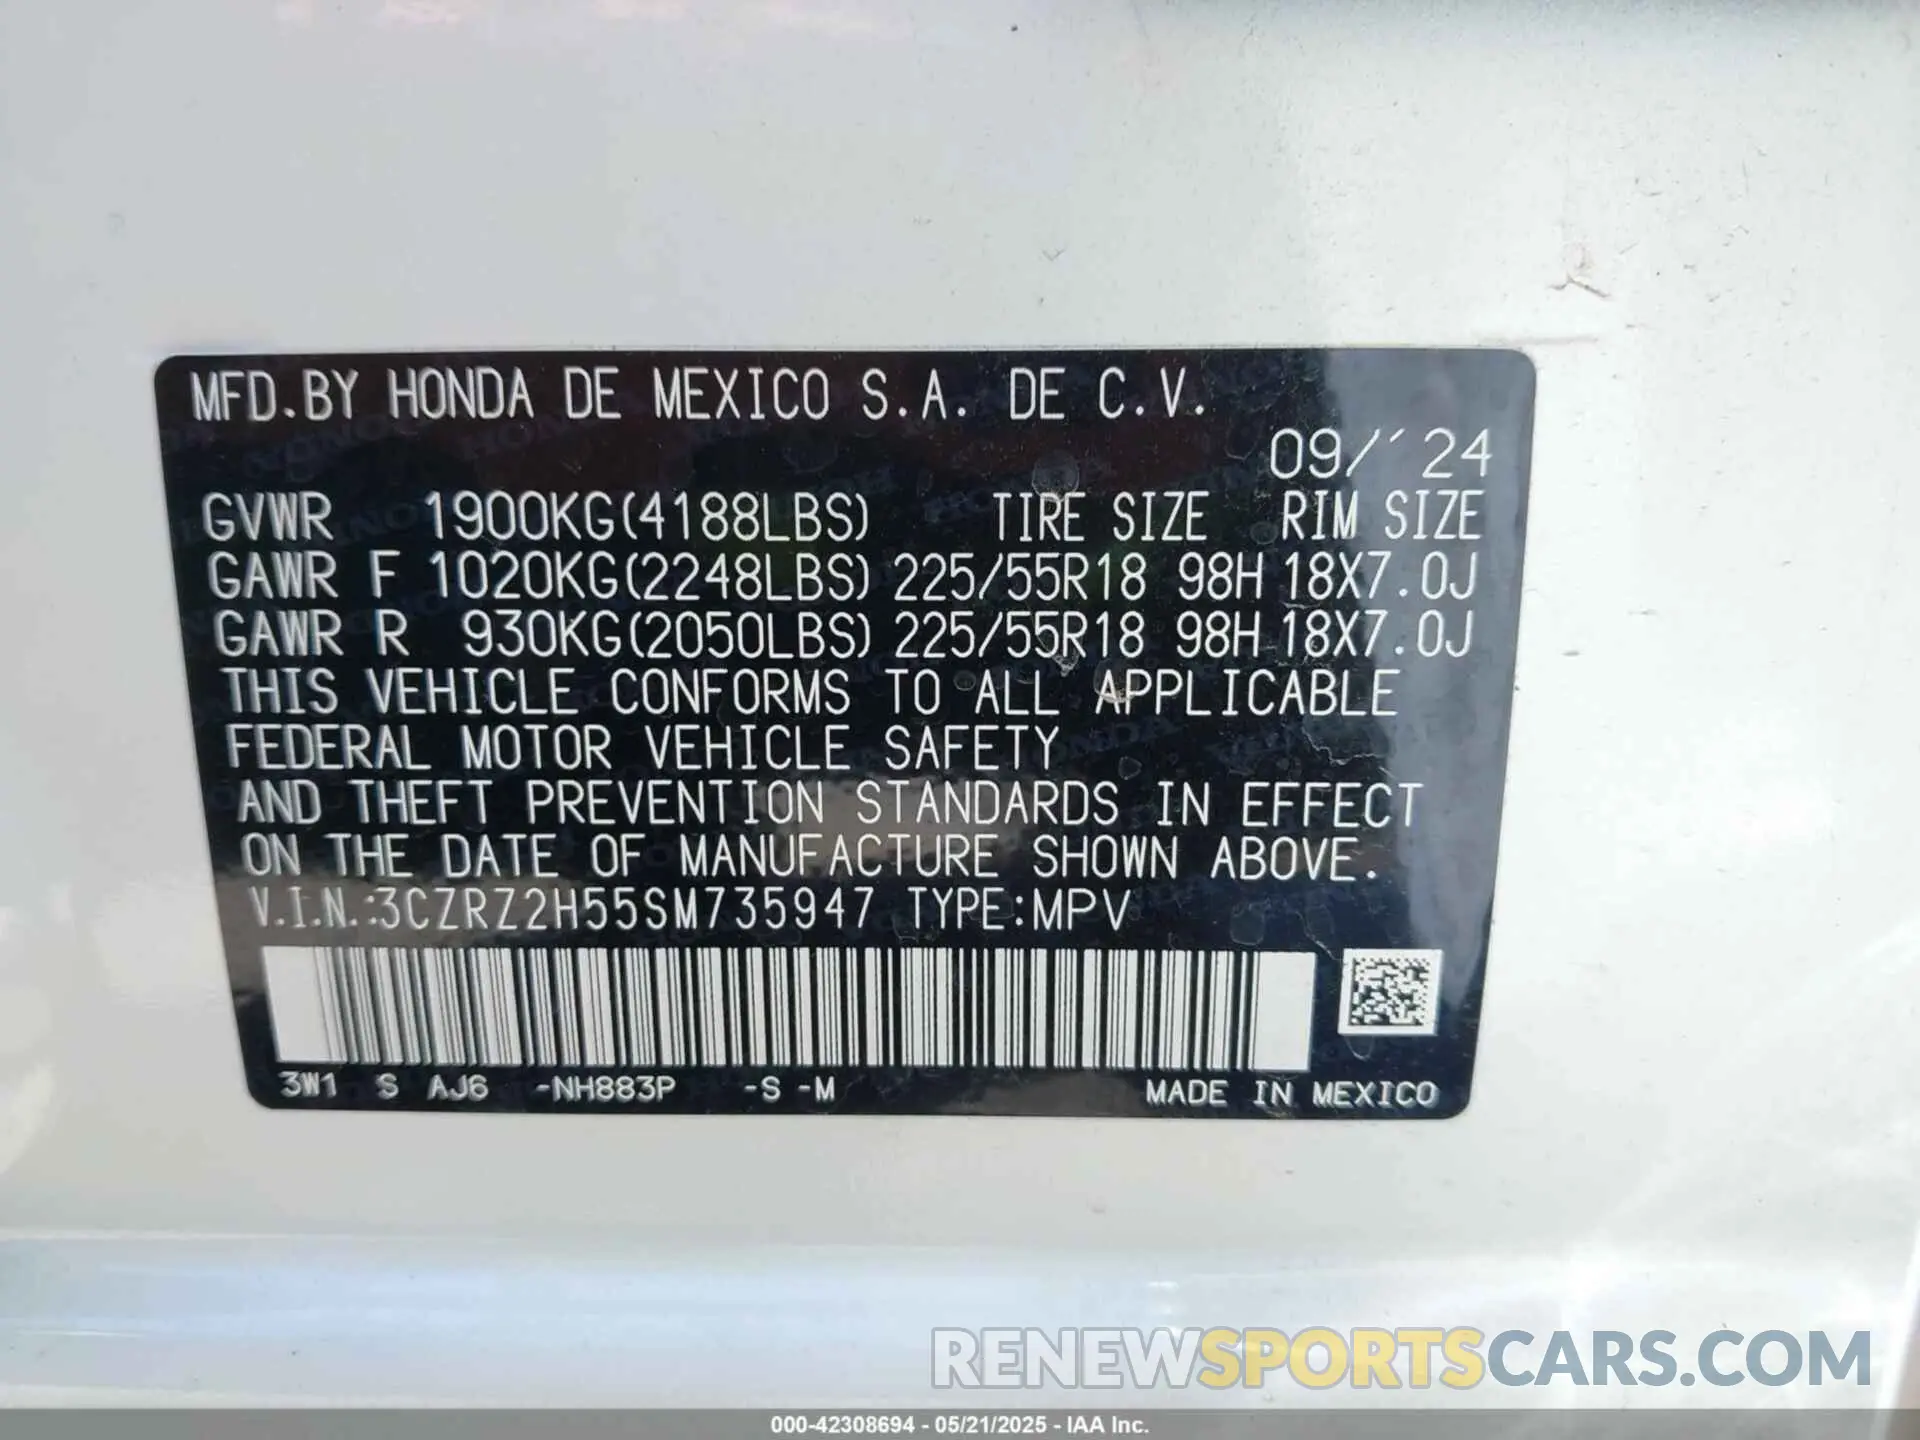 MFD.BY HONDA DE MEXICO S.A. DE C.V.
09/´24
GVWR 1900KG(4188LBS) TIRE SIZE RIM SIZE
GAWR F 1020KG(2248LBS) 225/55R18 98H 18X7.0J
GAWR R 930KG(2050LBS) 225/55R18 98H 18X7.0J
THIS VEHICLE CONFORMS TO ALL APPLICABLE
FEDERAL MOTOR VEHICLE SAFETY
AND THEFT PREVENTION STANDARDS IN EFFECT
ON THE DATE OF MANUFACTURE SHOWN ABOVE.
V.I.N.:3CZRZ2H55SM735947 TYPE:MPV
3W1 S AJ6 -NH883P -S -M MADE IN MEXICO
RENEWSPORTSCARS.COM
000-42308694 - 05/21/2025 - IAA Inc.